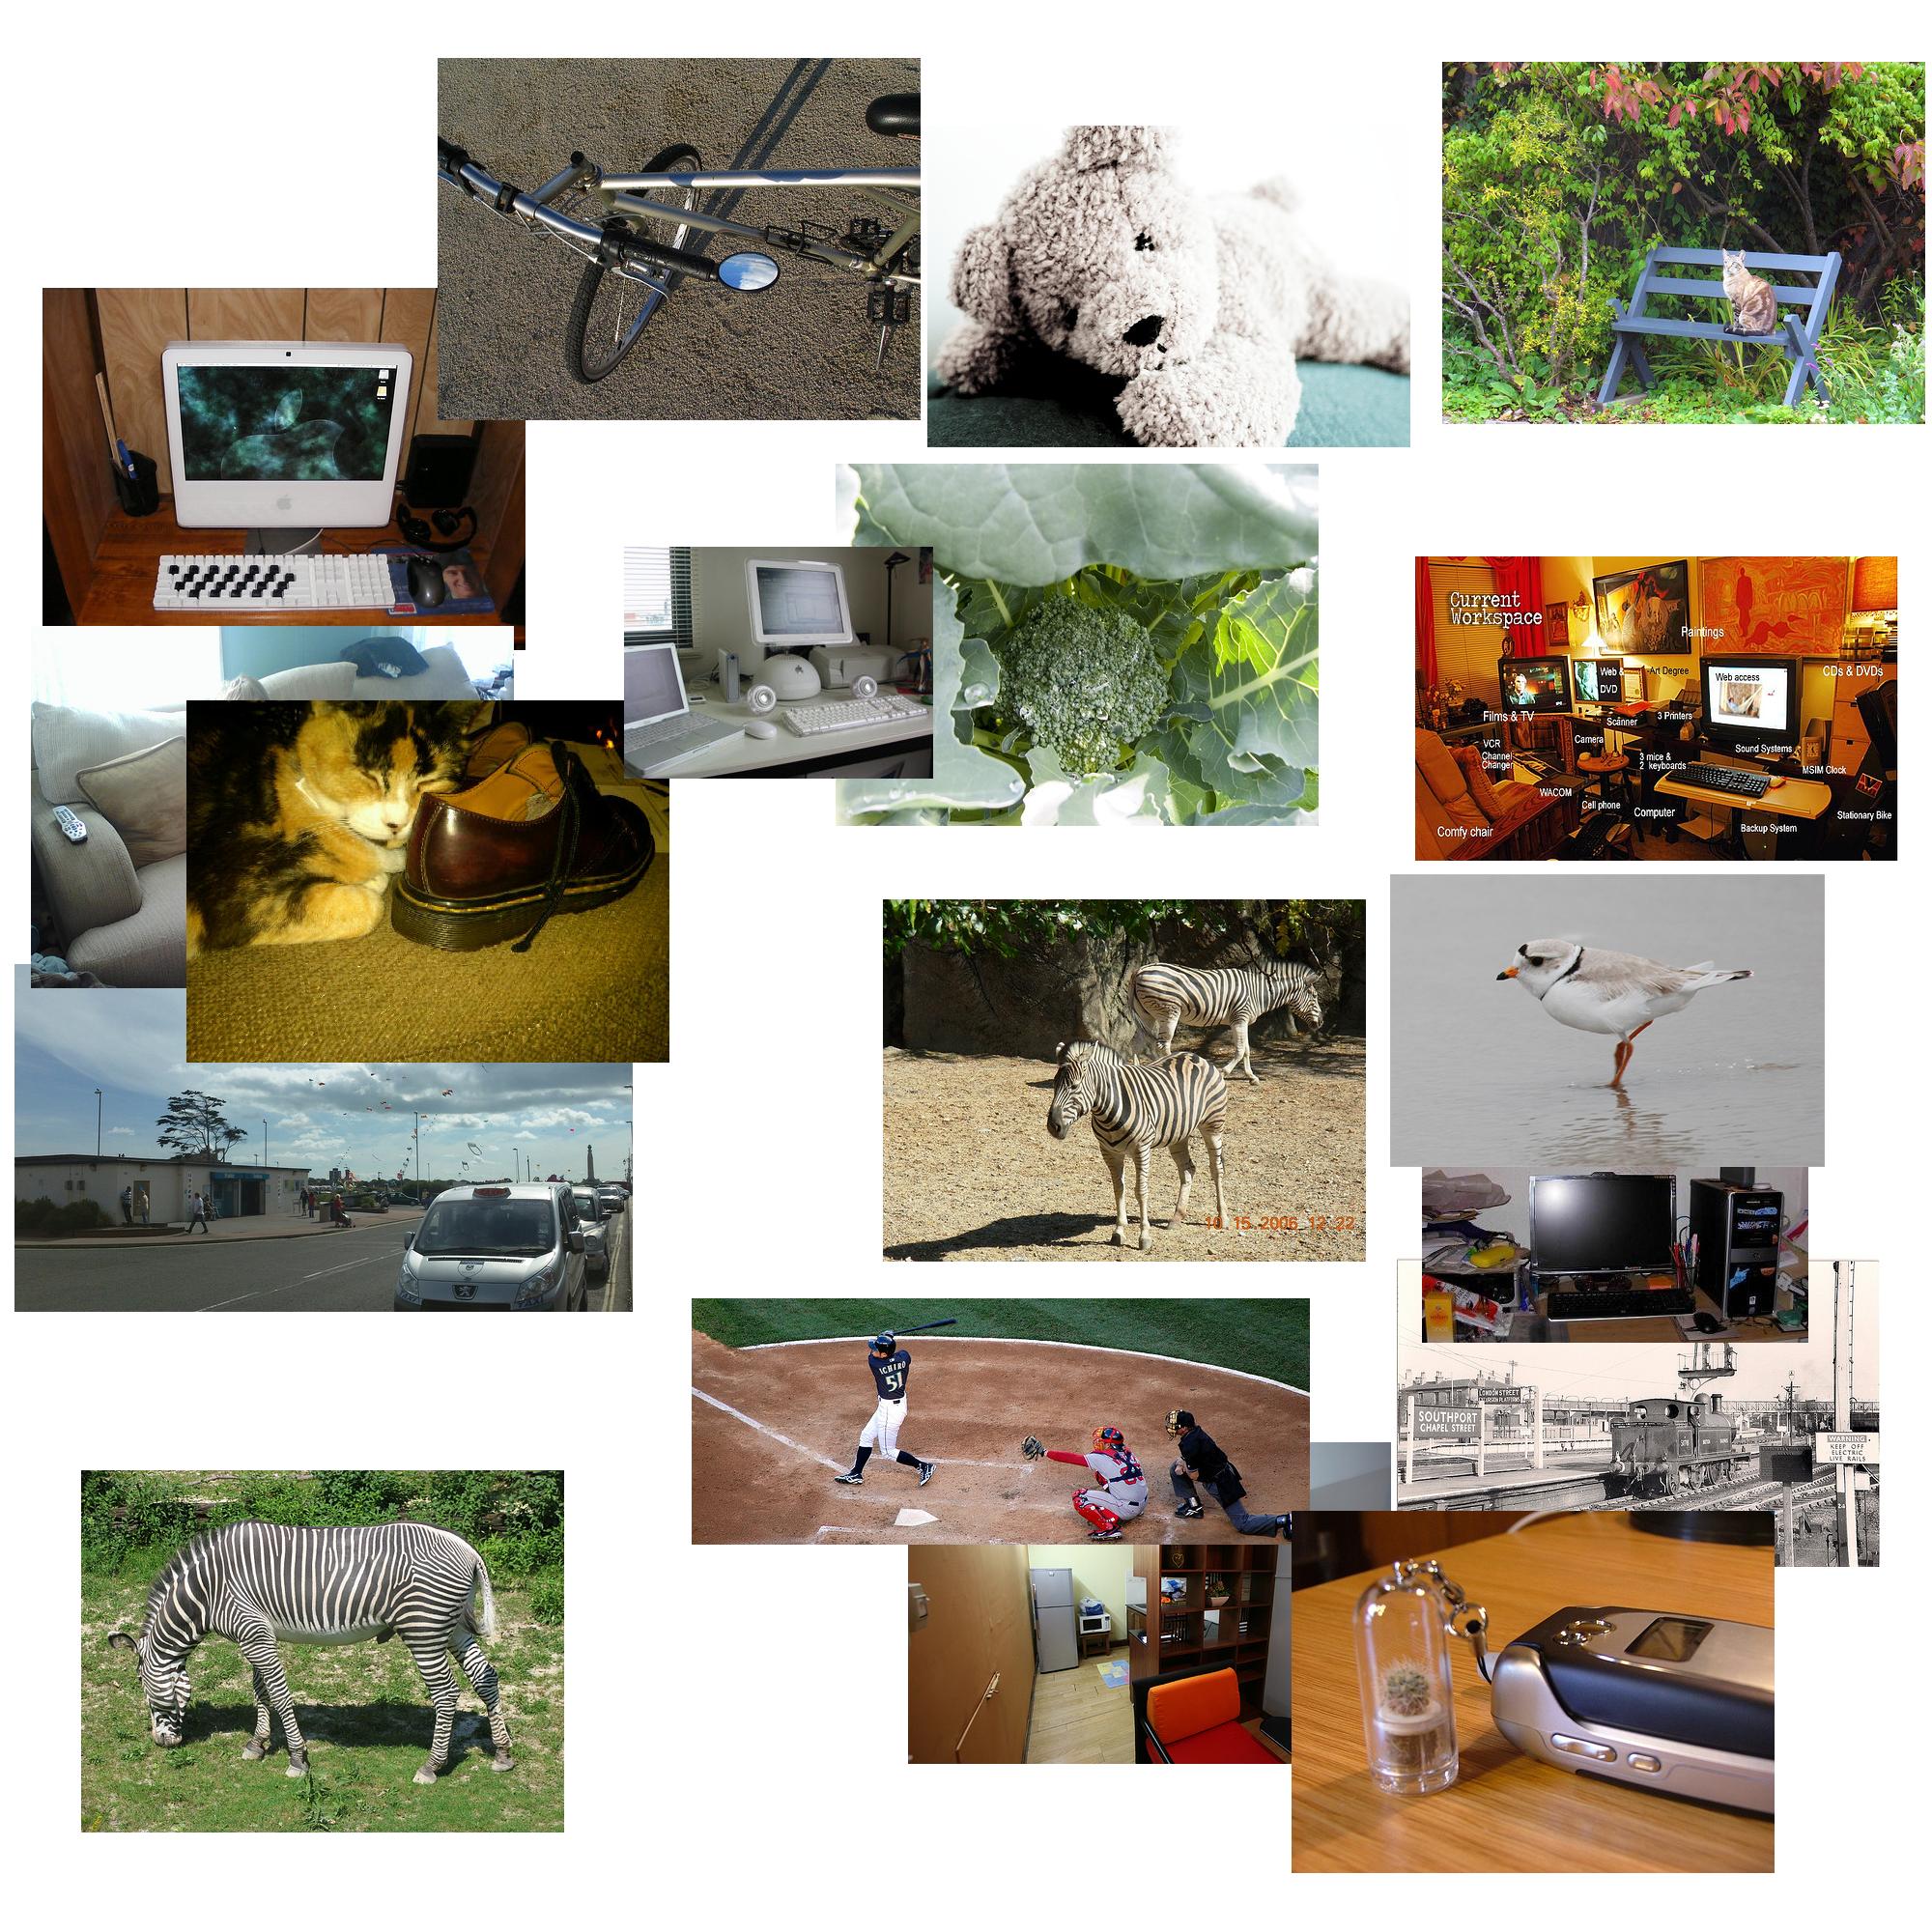 Current
Workspace
Paintings
Web &
DVD
Art Degree
Web access
CDs & DVDs
Films & TV
Scanner
3 Printers
VCR
Channel
Changer
Camera
3 mice &
2 keyboards
Sound Systems
MSIM Clock
WACOM
Cell phone
Computer
Comfy chair
Backup System
Stationary Bike
10 15 2006 12 22
ICHIRO
51
LONDON STREET
EXCURSION PLATFORMS
SOUTHPORT
CHAPEL STREET
WARNING
KEEP OFF
ELECTRIC
LIVE RAILS